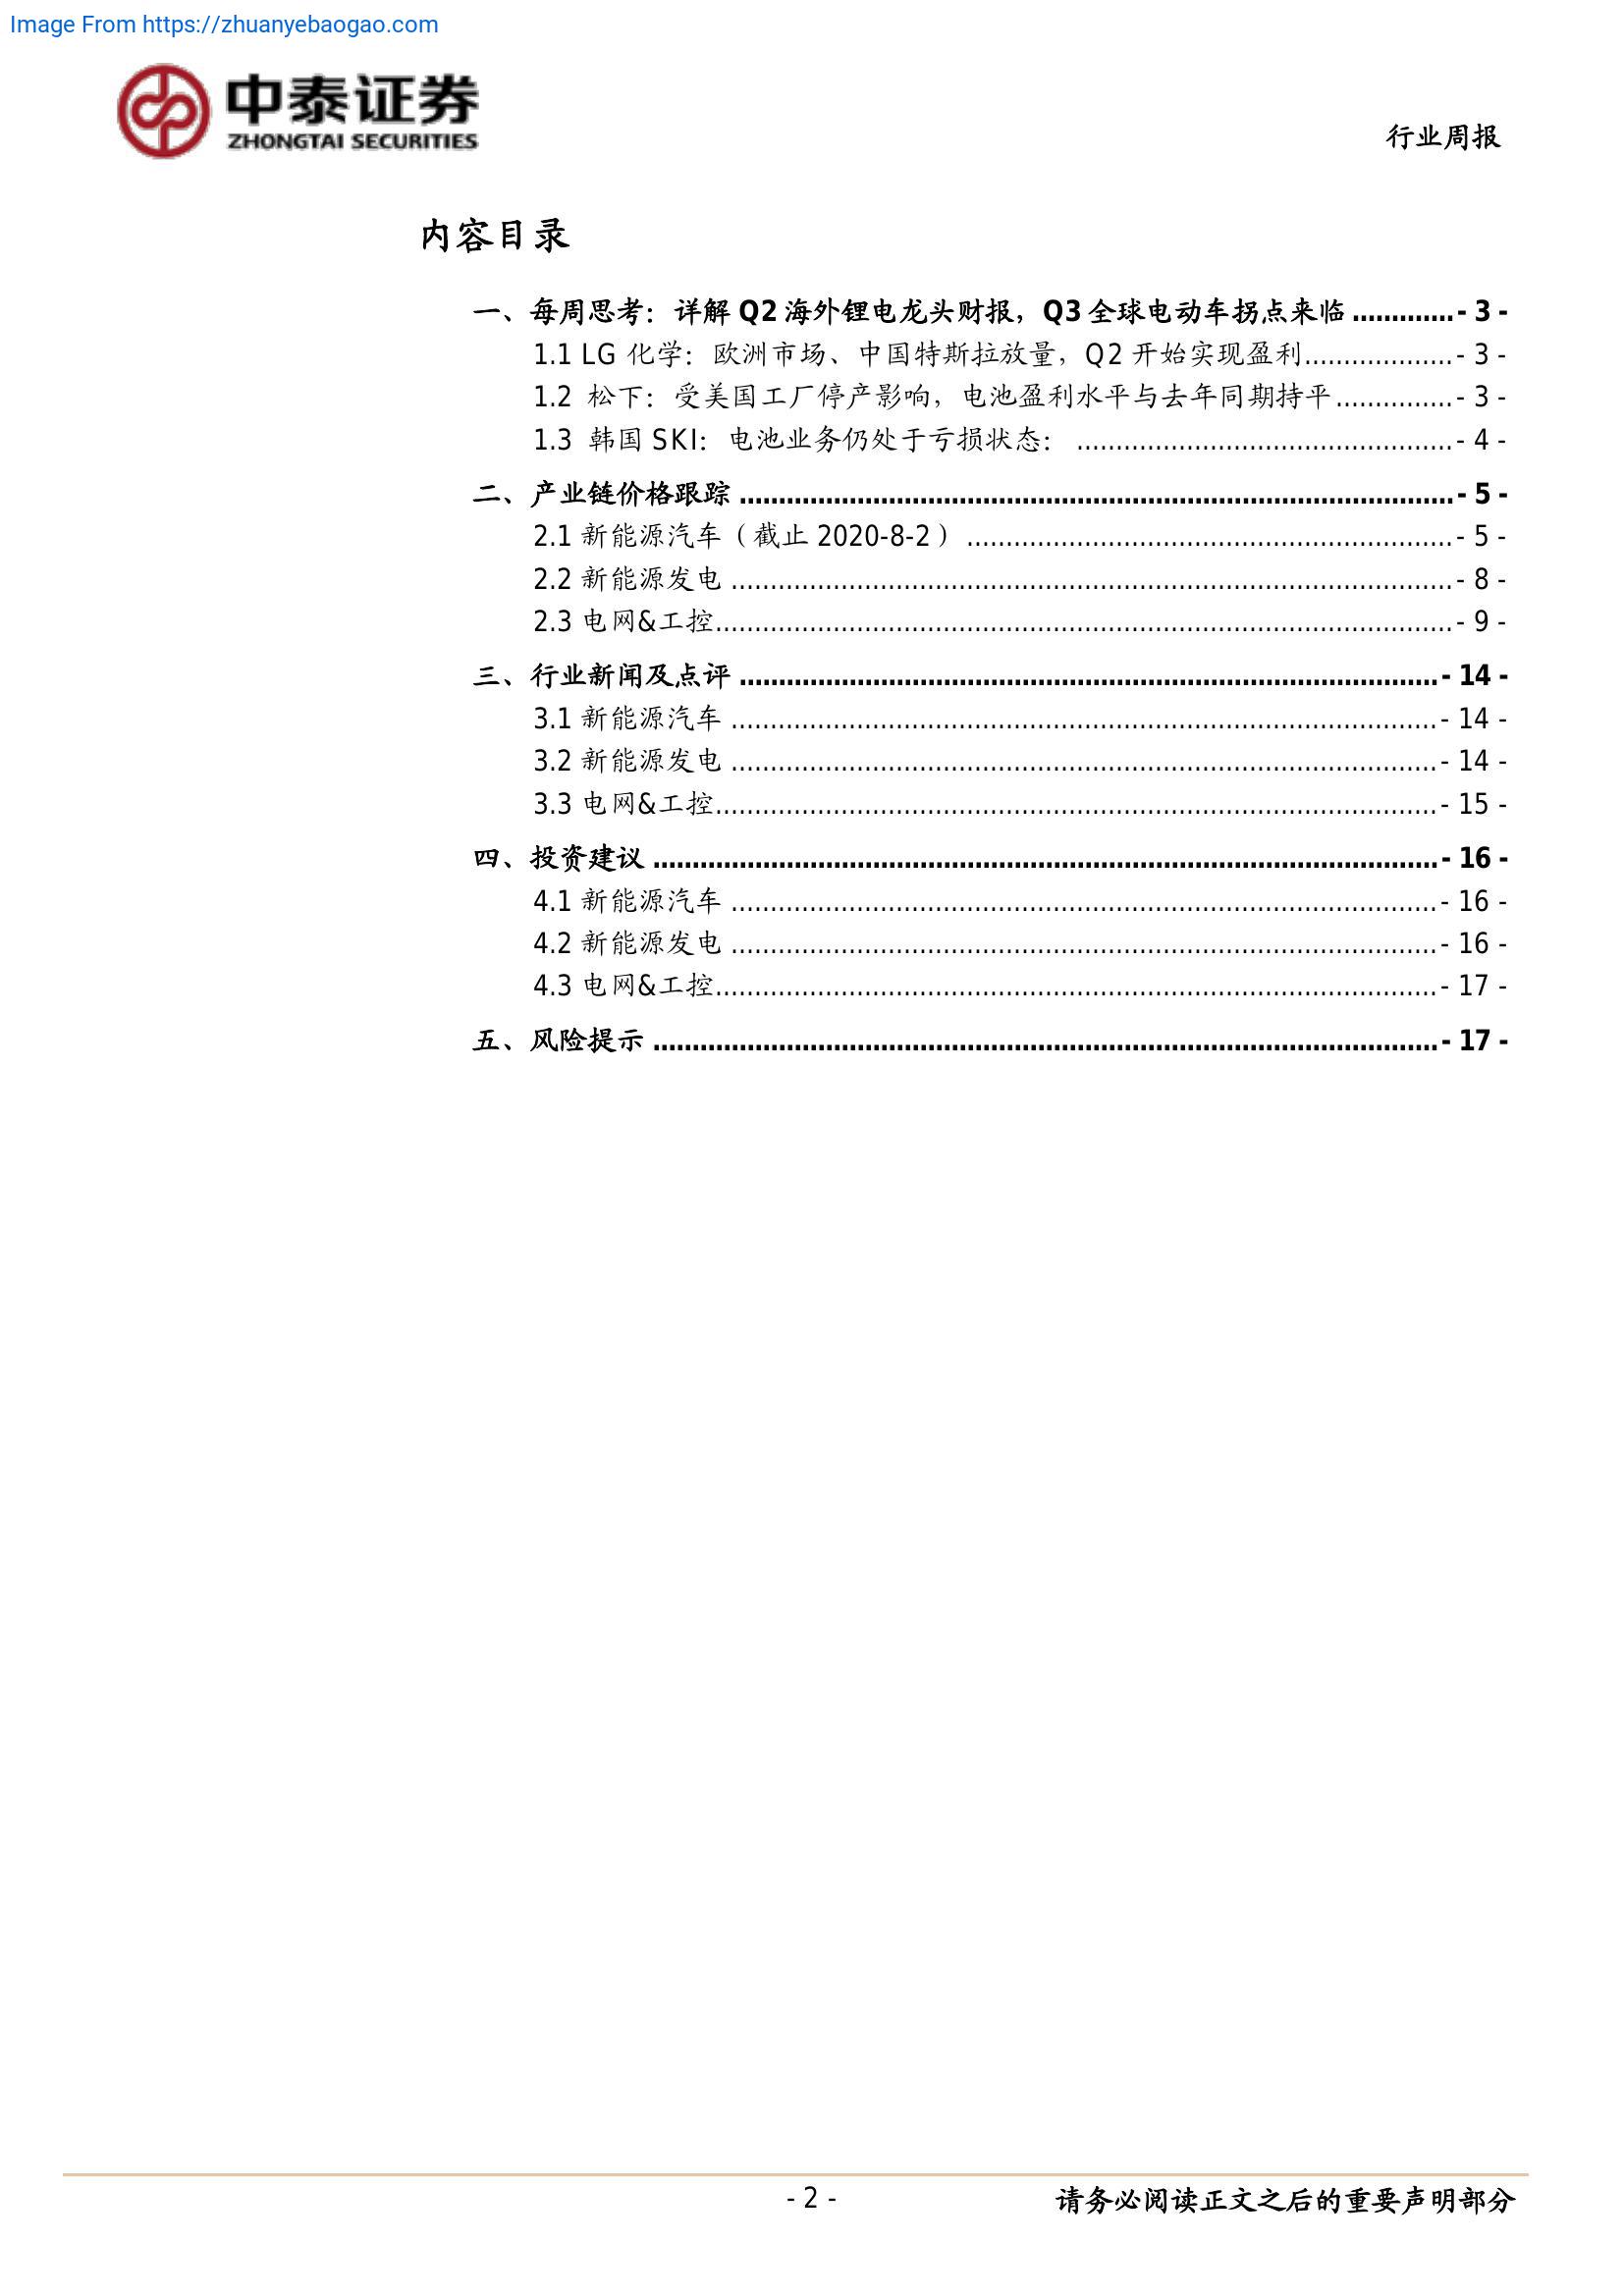 Image From https://zhuanyebaogao.com
中泰证券
ZHONGTAI SECURITIES
行业周报
内容目录
一、每周思考：详解 Q2 海外锂电龙头财报，Q3 全球电动车拐点来临 ............. - 3 -
1.1 LG 化学：欧洲市场、中国特斯拉放量，Q2 开始实现盈利................... - 3 -
1.2 松下：受美国工厂停产影响，电池盈利水平与去年同期持平............... - 3 -
1.3 韩国 SKI：电池业务仍处于亏损状态： ................................................ - 4 -
二、产业链价格跟踪 ........................................................................................... - 5 -
2.1 新能源汽车（截止 2020-8-2） .............................................................. - 5 -
2.2 新能源发电 ............................................................................................ - 8 -
2.3 电网&工控.............................................................................................. - 9 -
三、行业新闻及点评 ......................................................................................... - 14 -
3.1 新能源汽车 .......................................................................................... - 14 -
3.2 新能源发电 .......................................................................................... - 14 -
3.3 电网&工控............................................................................................ - 15 -
四、投资建议 .................................................................................................... - 16 -
4.1 新能源汽车 .......................................................................................... - 16 -
4.2 新能源发电 .......................................................................................... - 16 -
4.3 电网&工控............................................................................................ - 17 -
五、风险提示 .................................................................................................... - 17 -
- 2 -
请务必阅读正文之后的重要声明部分